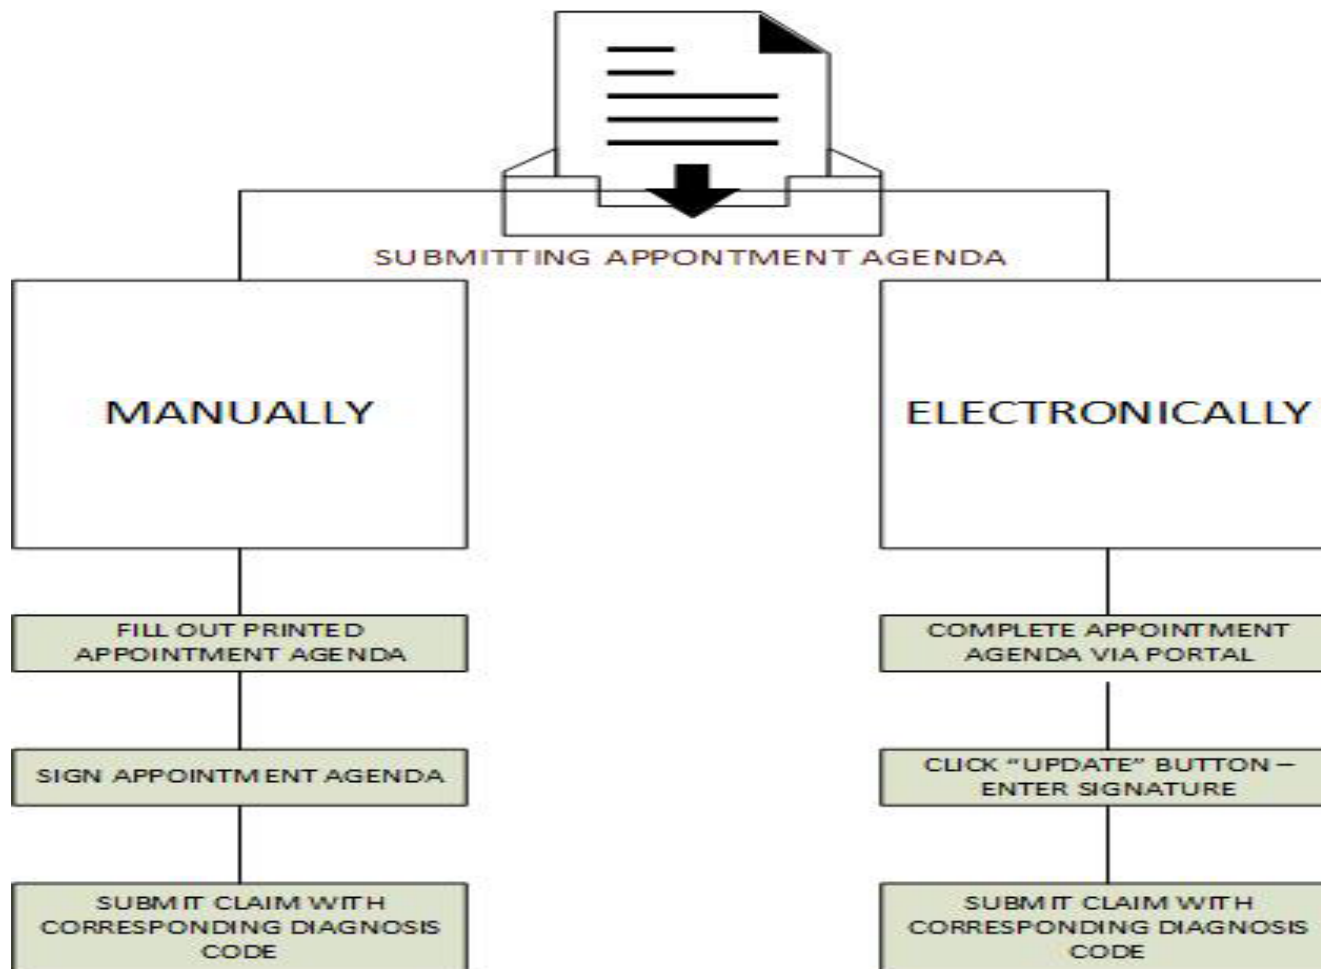 SUBMITTING APPONTMENT AGENDA
MANUALLY
FILL OUT PRINTED
APPOINTMENT AGENDA
SIGN APPOINTMENT AGENDA
SUBMIT CLAIM WITH
CORRESPONDING DIAGNOSIS
CODE
ELECTRONICALLY
COMPLETE APPOINTMENT
AGENDA VIA PORTAL
CLICK “UPDATE” BUTTON –
ENTER SIGNATURE
SUBMIT CLAIM WITH
CORRESPONDING DIAGNOSIS
CODE